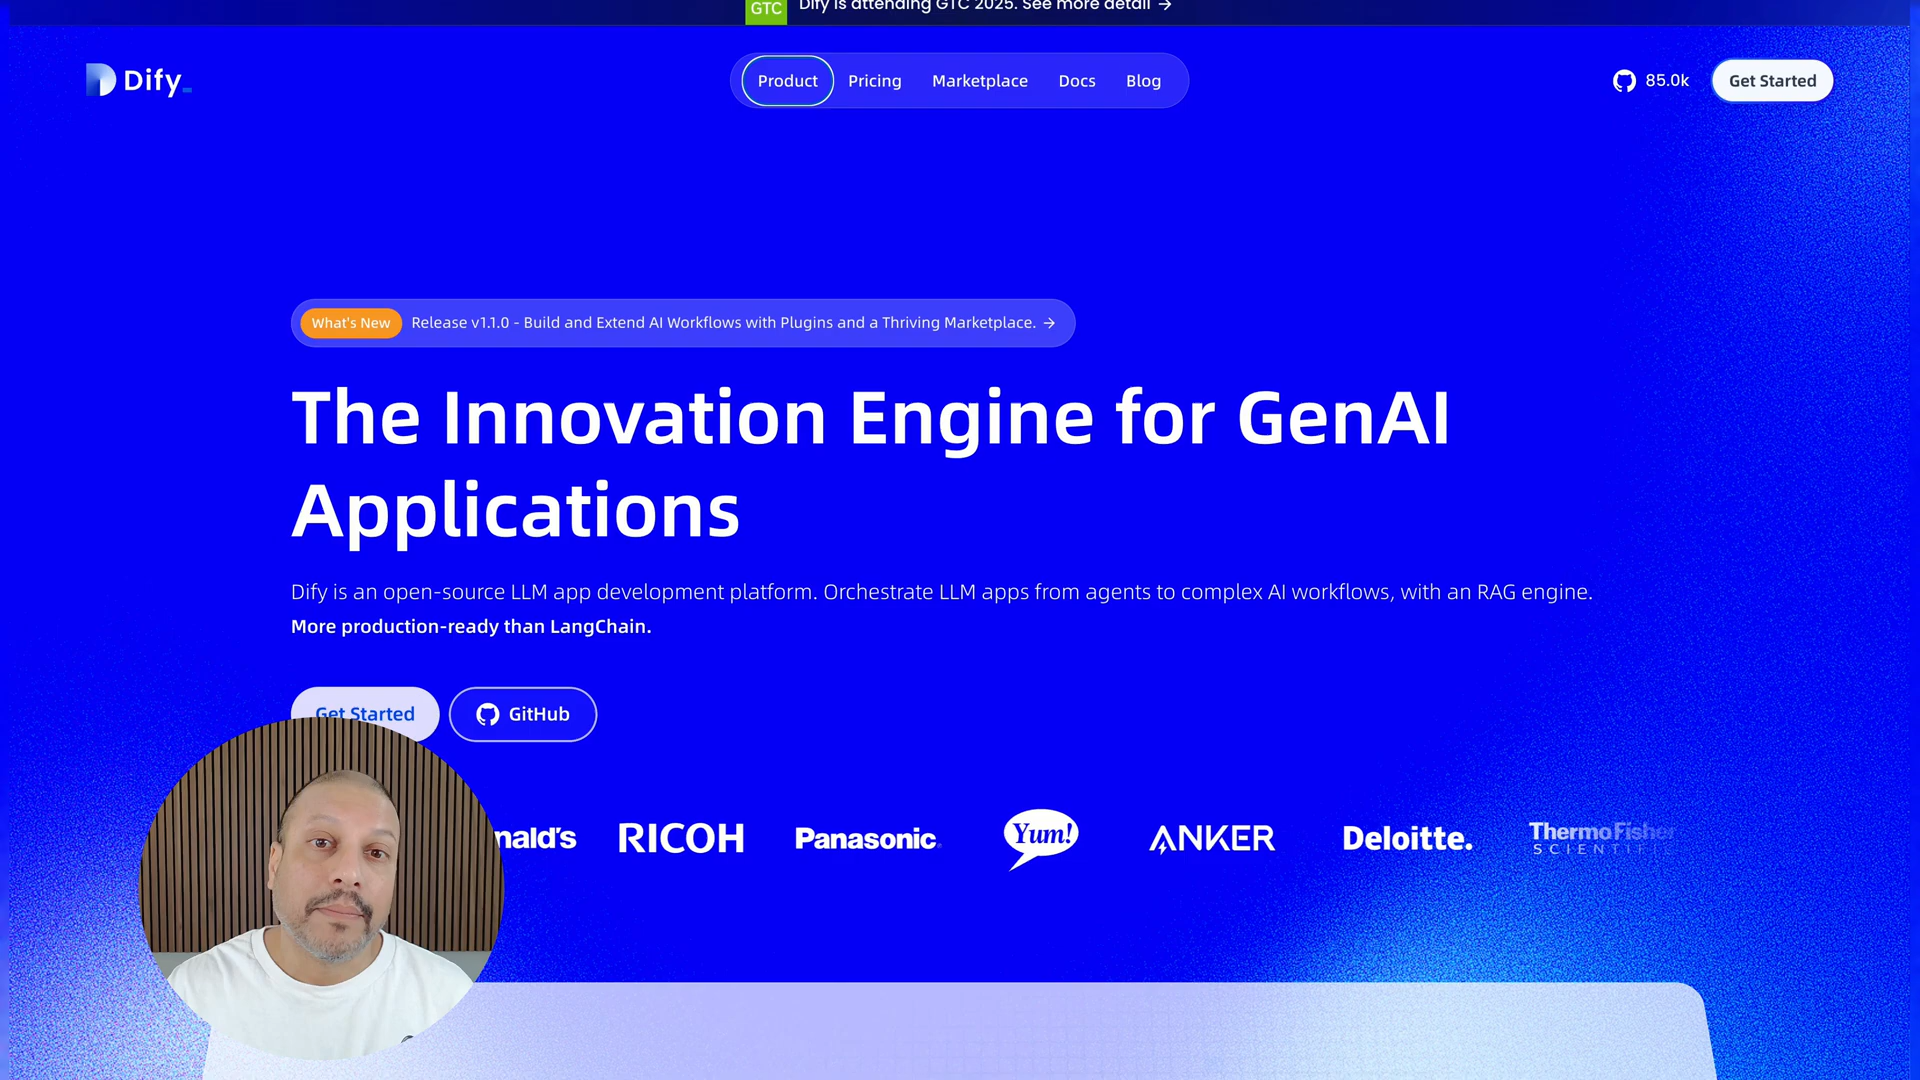 GTC Dify is attending GTC 2025. See more detail →
Dify_
Product Pricing Marketplace Docs Blog
85.0k Get Started
What's New Release v1.1.0 - Build and Extend AI Workflows with Plugins and a Thriving Marketplace. →
The Innovation Engine for GenAI
Applications
Dify is an open-source LLM app development platform. Orchestrate LLM apps from agents to complex AI workflows, with an RAG engine.
More production-ready than LangChain.
Get Started GitHub
nald's RICOH Panasonic Yum! ANKER Deloitte. ThermoFisher
SCIENTIFI